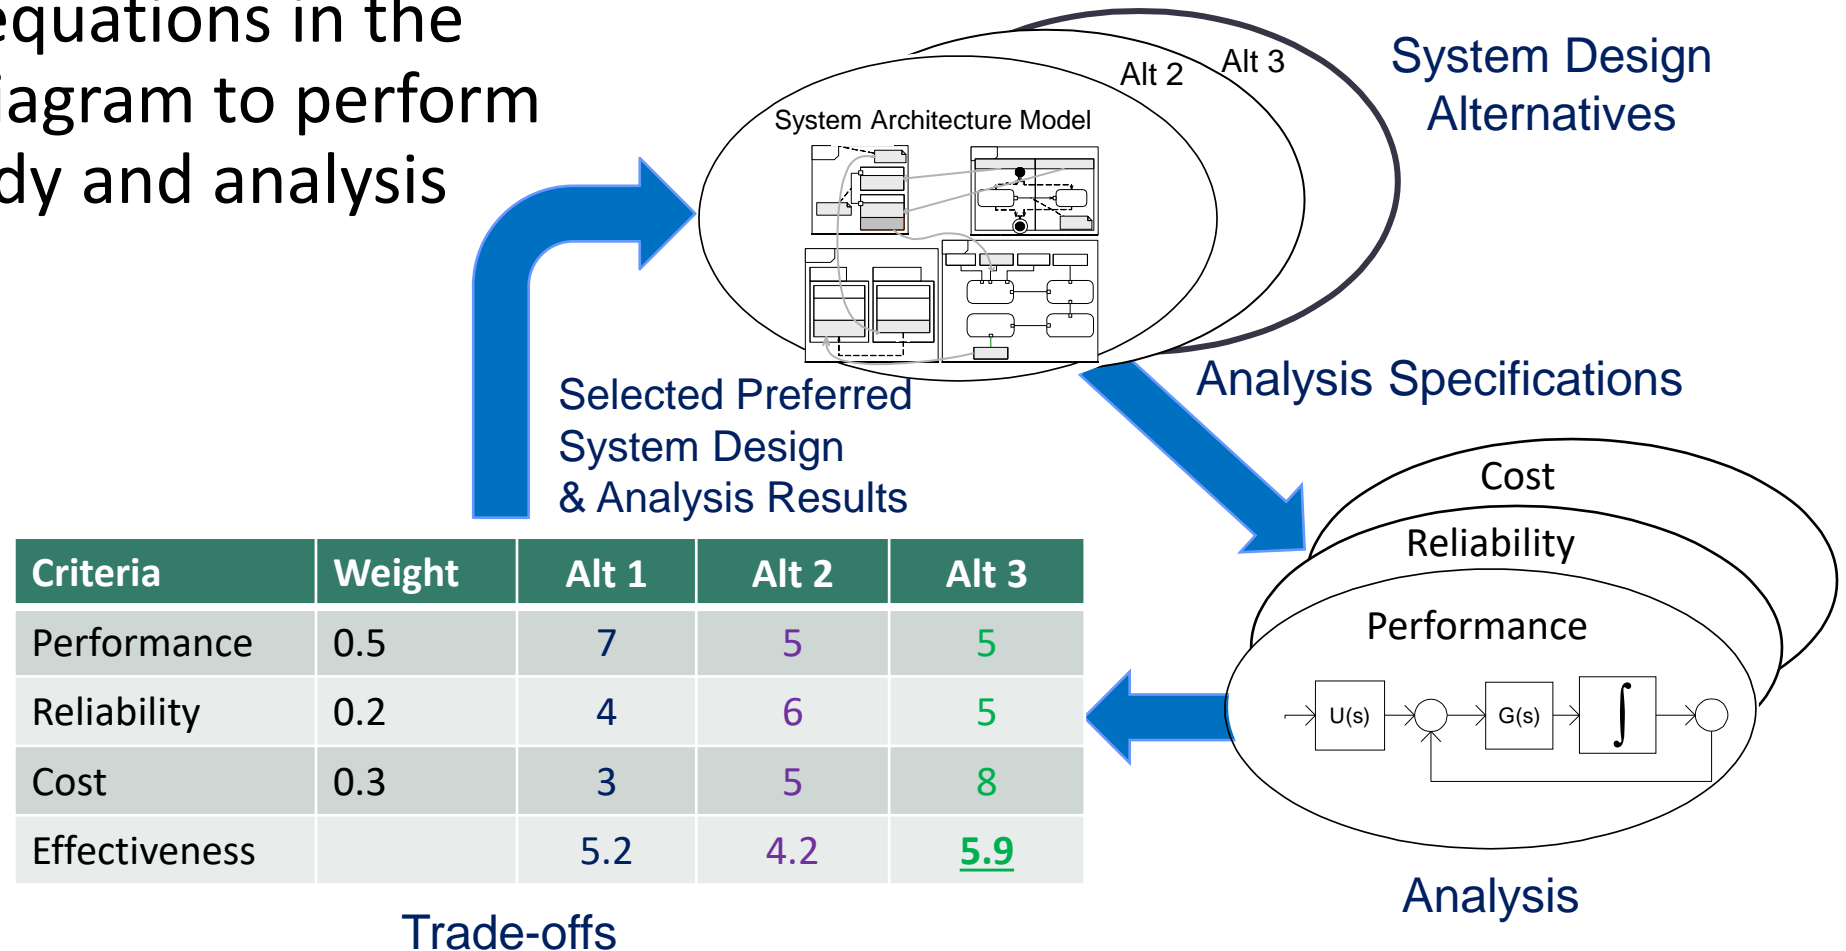 equations in the
iagram to perform
dy and analysis
System Design
Alternatives
Alt 3
Alt 2
System Architecture Model
Analysis Specifications
Selected Preferred
System Design
& Analysis Results
Cost
Reliability
Performance
U(s) G(s) ∫
Analysis
Criteria Weight Alt 1 Alt 2 Alt 3
Performance 0.5 7 5 5
Reliability 0.2 4 6 5
Cost 0.3 3 5 8
Effectiveness 5.2 4.2 5.9
Trade-offs